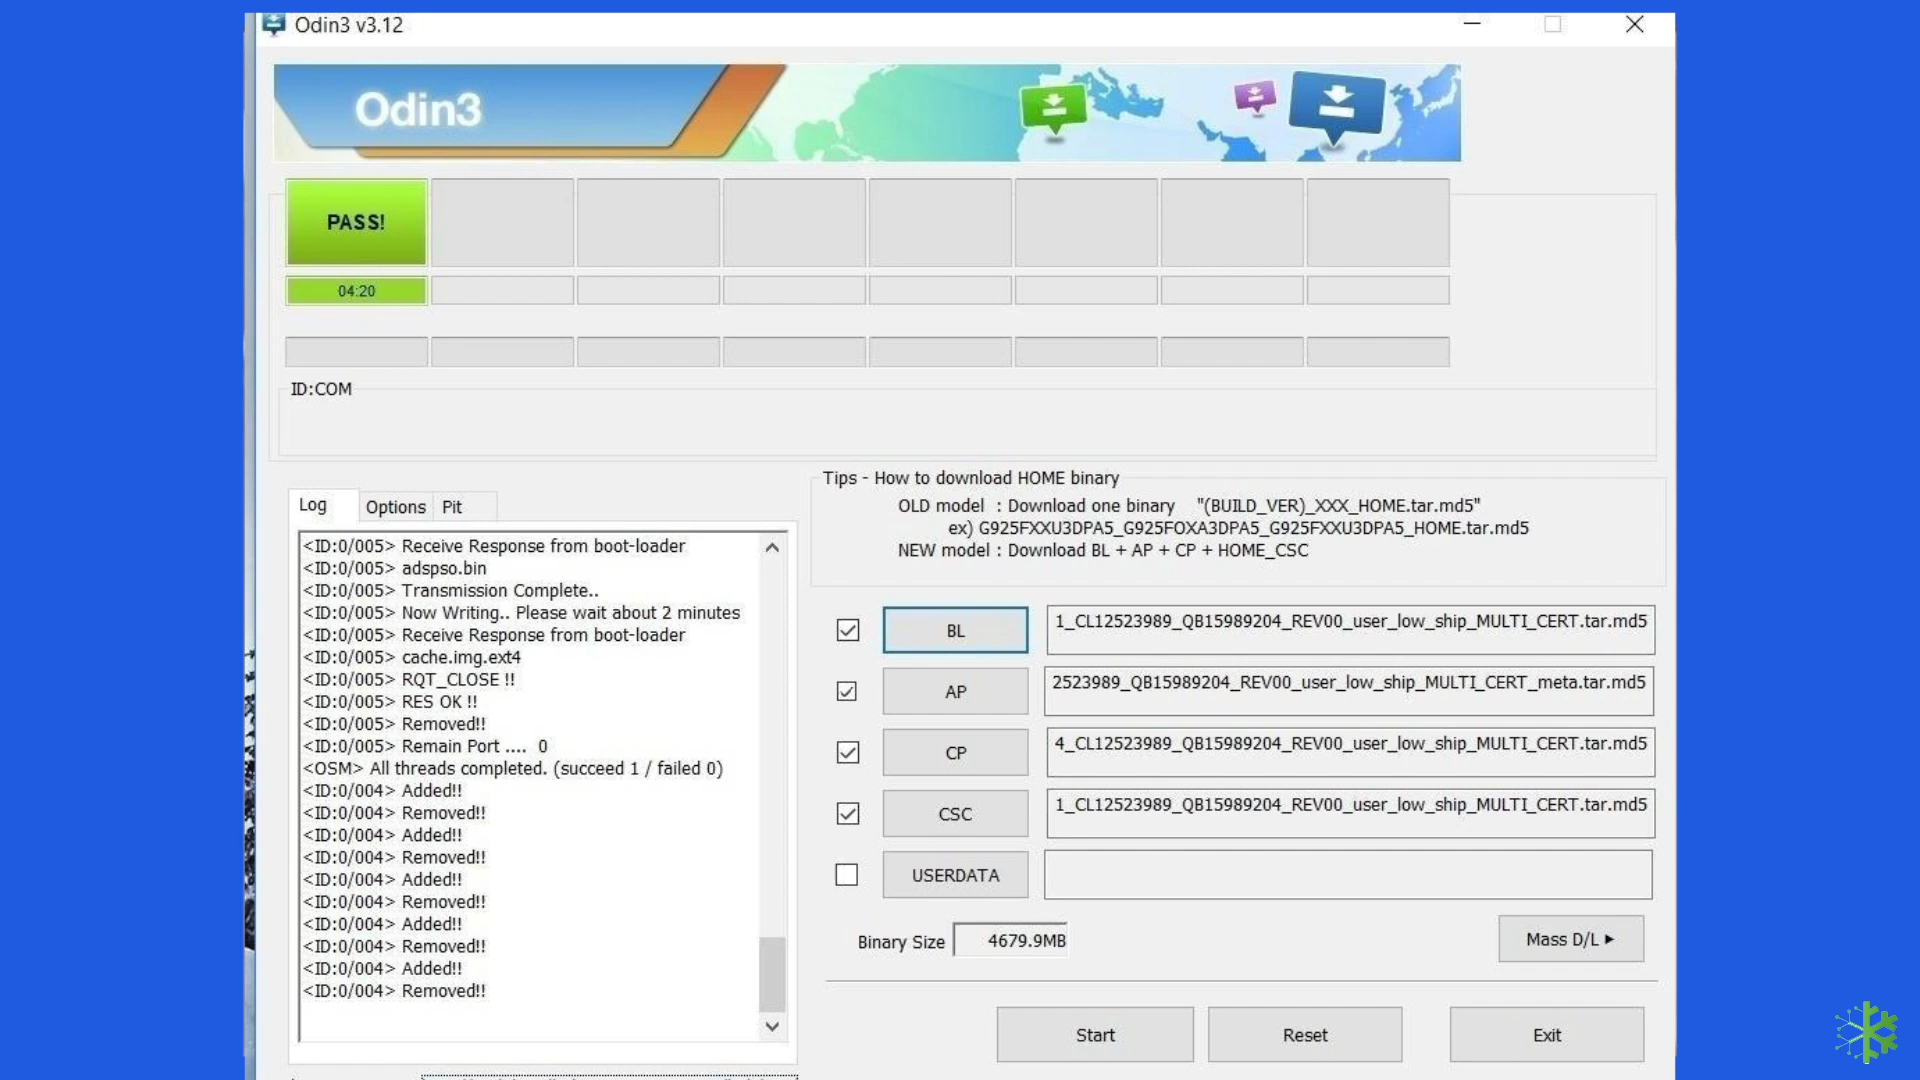 Odin3 v3.12
Odin3
PASS!
04:20
ID:COM
Log Options Pit
<ID:0/005> Receive Response from boot-loader
<ID:0/005> adspso.bin
<ID:0/005> Transmission Complete..
<ID:0/005> Now Writing.. Please wait about 2 minutes
<ID:0/005> Receive Response from boot-loader
<ID:0/005> cache.img.ext4
<ID:0/005> RQT_CLOSE !!
<ID:0/005> RES OK !!
<ID:0/005> Removed!!
<ID:0/005> Remain Port .... 0
<OSM> All threads completed. (succeed 1 / failed 0)
<ID:0/004> Added!!
<ID:0/004> Removed!!
<ID:0/004> Added!!
<ID:0/004> Removed!!
<ID:0/004> Added!!
<ID:0/004> Removed!!
<ID:0/004> Added!!
<ID:0/004> Removed!!
<ID:0/004> Added!!
<ID:0/004> Removed!!
Tips - How to download HOME binary
OLD model : Download one binary "(BUILD_VER)_XXX_HOME.tar.md5"
ex) G925FXXU3DPA5_G925FOXA3DPA5_G925FXXU3DPA5_HOME.tar.md5
NEW model : Download BL + AP + CP + HOME_CSC
BL 1_CL12523989_QB15989204_REV00_user_low_ship_MULTI_CERT.tar.md5
AP 2523989_QB15989204_REV00_user_low_ship_MULTI_CERT_meta.tar.md5
CP 4_CL12523989_QB15989204_REV00_user_low_ship_MULTI_CERT.tar.md5
CSC 1_CL12523989_QB15989204_REV00_user_low_ship_MULTI_CERT.tar.md5
USERDATA
Binary Size 4679.9MB
Mass D/L
Start Reset Exit